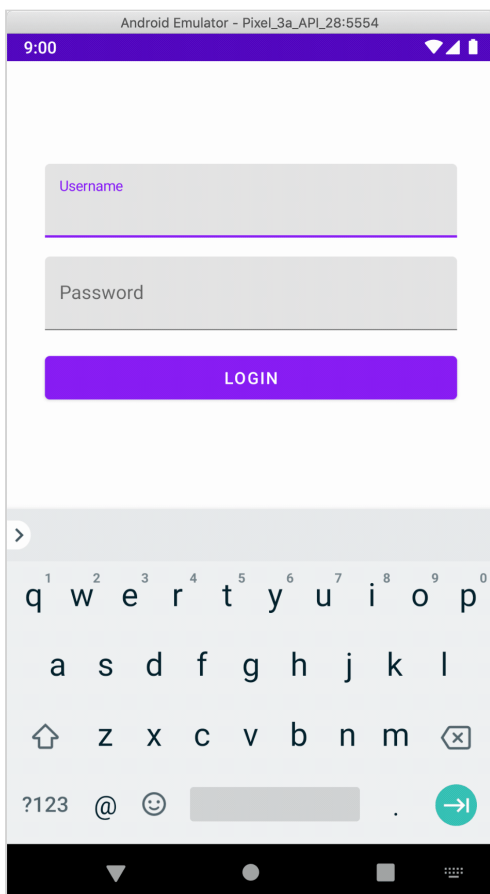 Android Emulator - Pixel_3a_API_28:5554
9:00
Username
Password
LOGIN
1 2 3 4 5 6 7 8 9 0
q w e r t y u i o p
a s d f g h j k l
z x c v b n m
?123 @ .